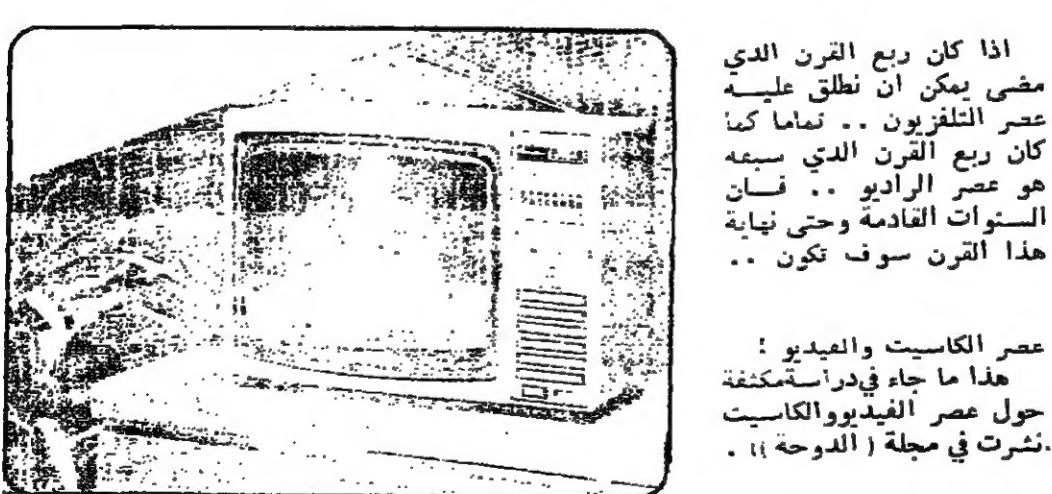 اذا كان ربع القرن الذي
مضى يمكن ان نطلق عليـــه
عصر التلفزيون .. تماما كما
كان ربع القرن الذي سبقه
هو عصر الراديو .. فــان
السنوات القادمة وحتى نهاية
هذا القرن سوف تكون ..
عصر الكاسيت والفيديو !
هذا ما جاء في دراسة مكثفة
حول عصر الفيديو والكاسيت
نشرت في مجلة ( الدوحة )) .